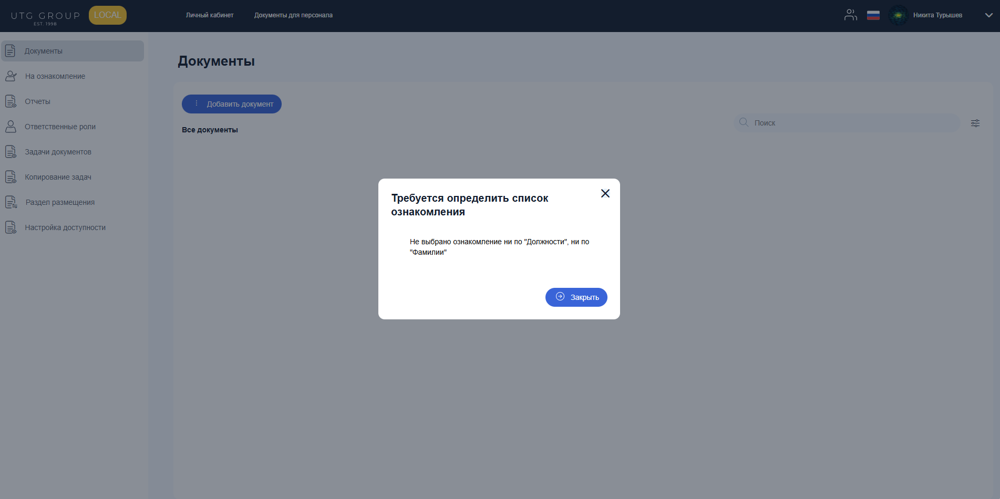 UTG GROUP
EST. 1998
LOCAL
Личный кабинет
Документы для персонала
Никита Турышев
Документы
На ознакомление
Отчеты
Ответственные роли
Задачи документов
Копирование задач
Раздел размещения
Настройка доступности
Документы
Добавить документ
Все документы
Поиск
Требуется определить список
ознакомления
Не выбрано ознакомление ни по "Должности", ни по
"Фамилии"
Закрыть